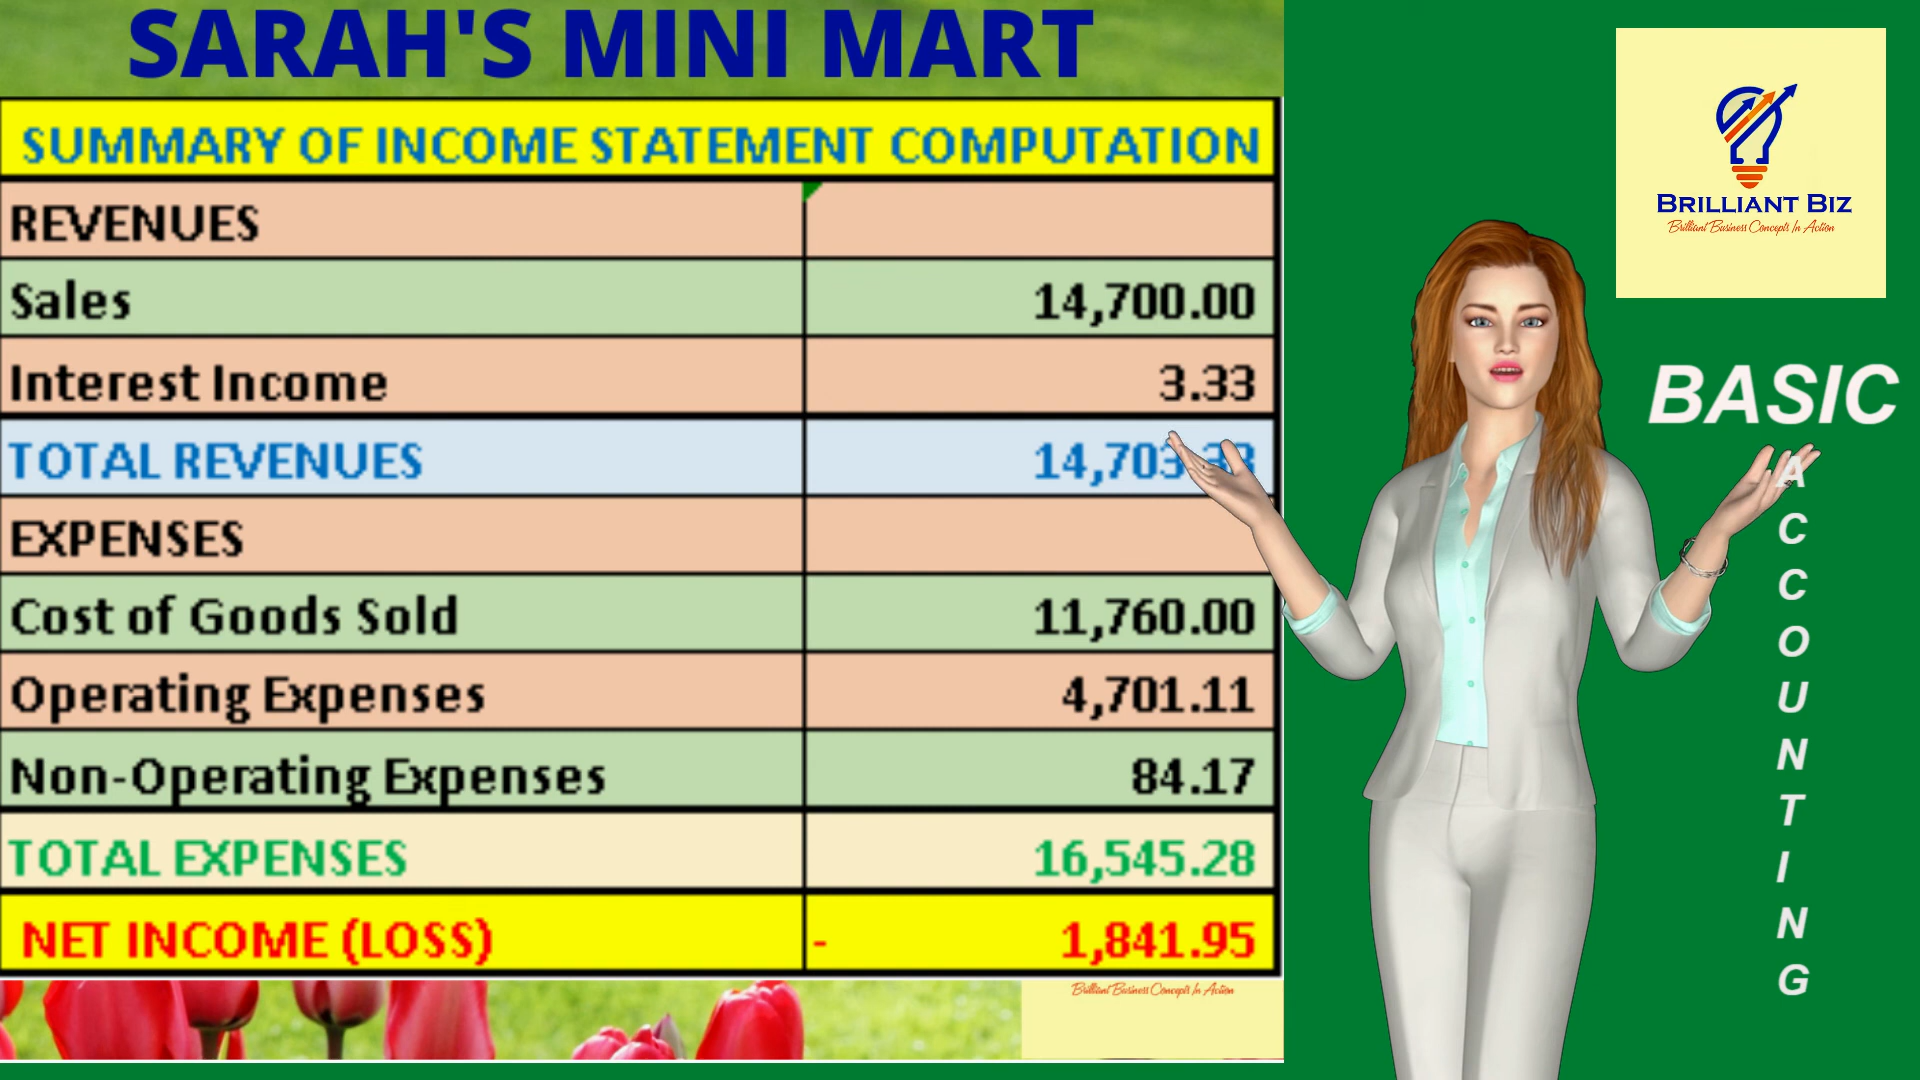 SARAH'S MINI MART
SUMMARY OF INCOME STATEMENT COMPUTATION
REVENUES
Sales 14,700.00
Interest Income 3.33
TOTAL REVENUES 14,703.33
EXPENSES
Cost of Goods Sold 11,760.00
Operating Expenses 4,701.11
Non-Operating Expenses 84.17
TOTAL EXPENSES 16,545.28
NET INCOME (LOSS) - 1,841.95
Brilliant Business Concepts In Action
BRILLIANT BIZ
Brilliant Business Concepts In Action
BASIC
ACCOUNTING